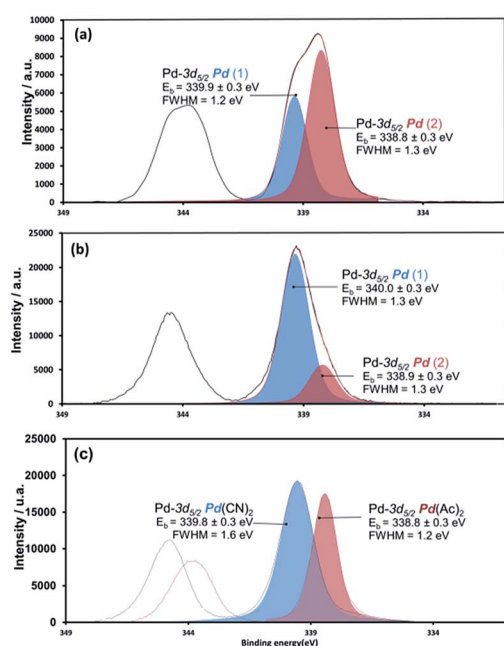 (a)
10000
9000
8000
7000
6000
5000
4000
3000
2000
1000
0
Intensity / a.u.
Pd-3d5/2 Pd (1)
Eb = 339.9 ± 0.3 eV
FWHM = 1.2 eV
Pd-3d5/2 Pd (2)
Eb = 338.8 ± 0.3 eV
FWHM = 1.3 eV
349 344 339 334
(b)
25000
20000
15000
10000
5000
0
Intensity / a.u.
Pd-3d5/2 Pd (1)
Eb = 340.0 ± 0.3 eV
FWHM = 1.3 eV
Pd-3d5/2 Pd (2)
Eb = 338.9 ± 0.3 eV
FWHM = 1.3 eV
349 344 339 334
(c)
25000
20000
15000
10000
5000
0
Intensity / u.a.
Pd-3d5/2 Pd(CN)2
Eb = 339.8 ± 0.3 eV
FWHM = 1.6 eV
Pd-3d5/2 Pd(Ac)2
Eb = 338.8 ± 0.3 eV
FWHM = 1.2 eV
349 344 339 334
Binding energy(eV)